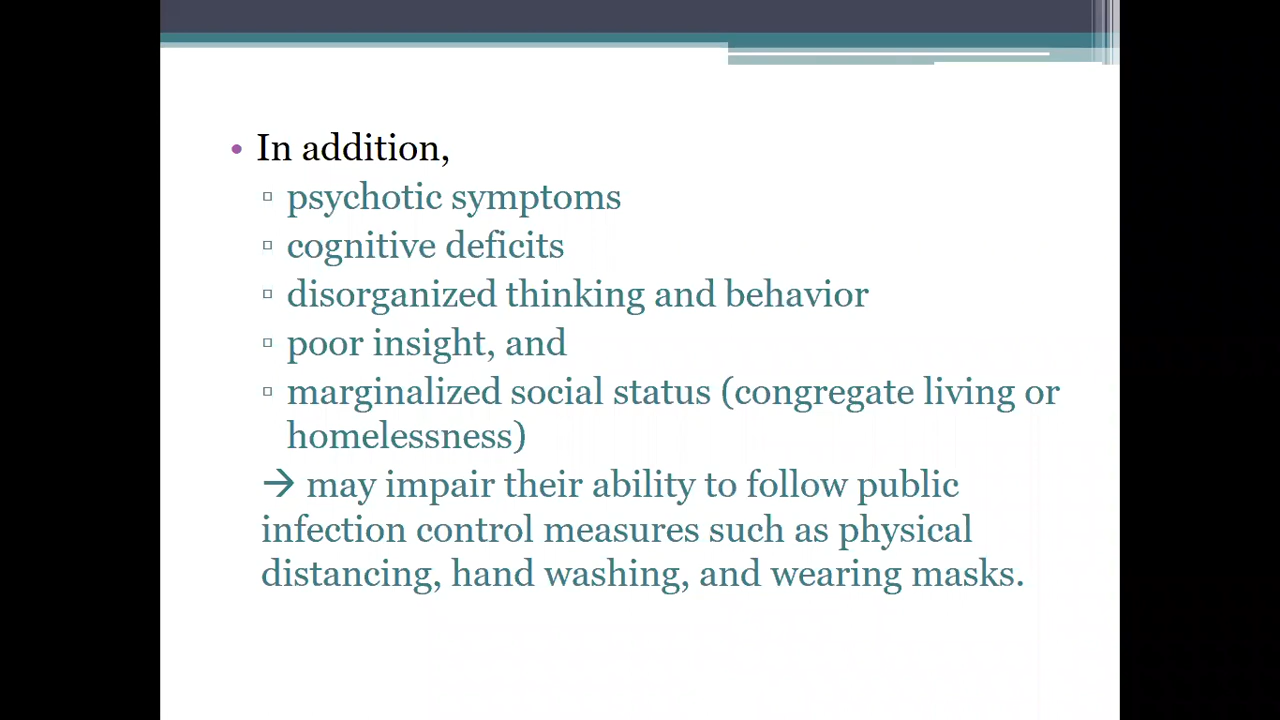 • In addition,
▫ psychotic symptoms
▫ cognitive deficits
▫ disorganized thinking and behavior
▫ poor insight, and
▫ marginalized social status (congregate living or
homelessness)
→ may impair their ability to follow public
infection control measures such as physical
distancing, hand washing, and wearing masks.